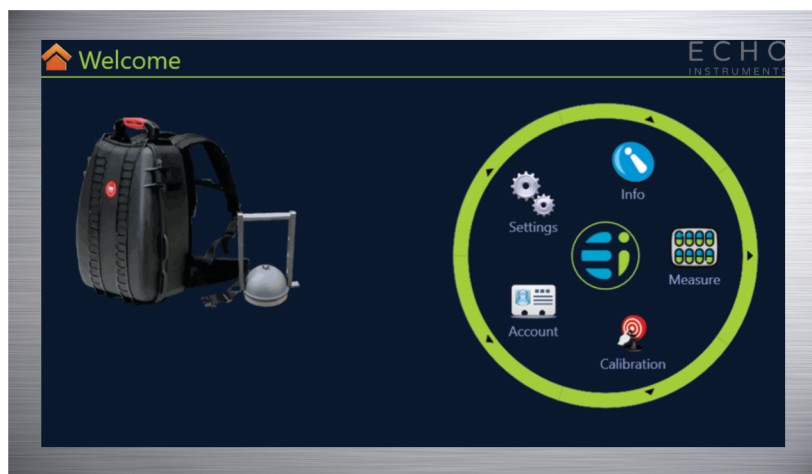 Welcome
ECHO
INSTRUMENTS
Info
Settings
Measure
Account
Calibration